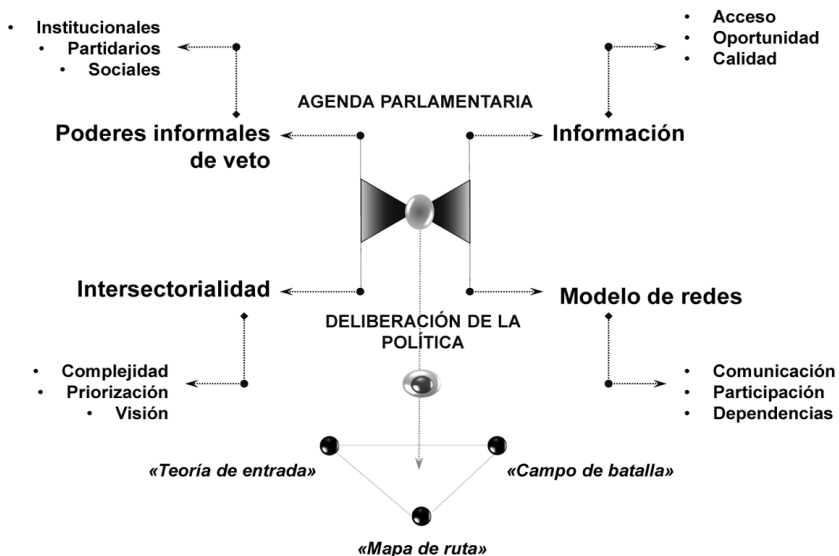 • Institucionales
• Partidarios
• Sociales
• Acceso
• Oportunidad
• Calidad
AGENDA PARLAMENTARIA
Poderes informales
de veto
Información
Intersectorialidad
Modelo de redes
DELIBERACIÓN DE LA
POLÍTICA
• Complejidad
• Priorización
• Visión
• Comunicación
• Participación
• Dependencias
«Teoría de entrada»
«Campo de batalla»
«Mapa de ruta»